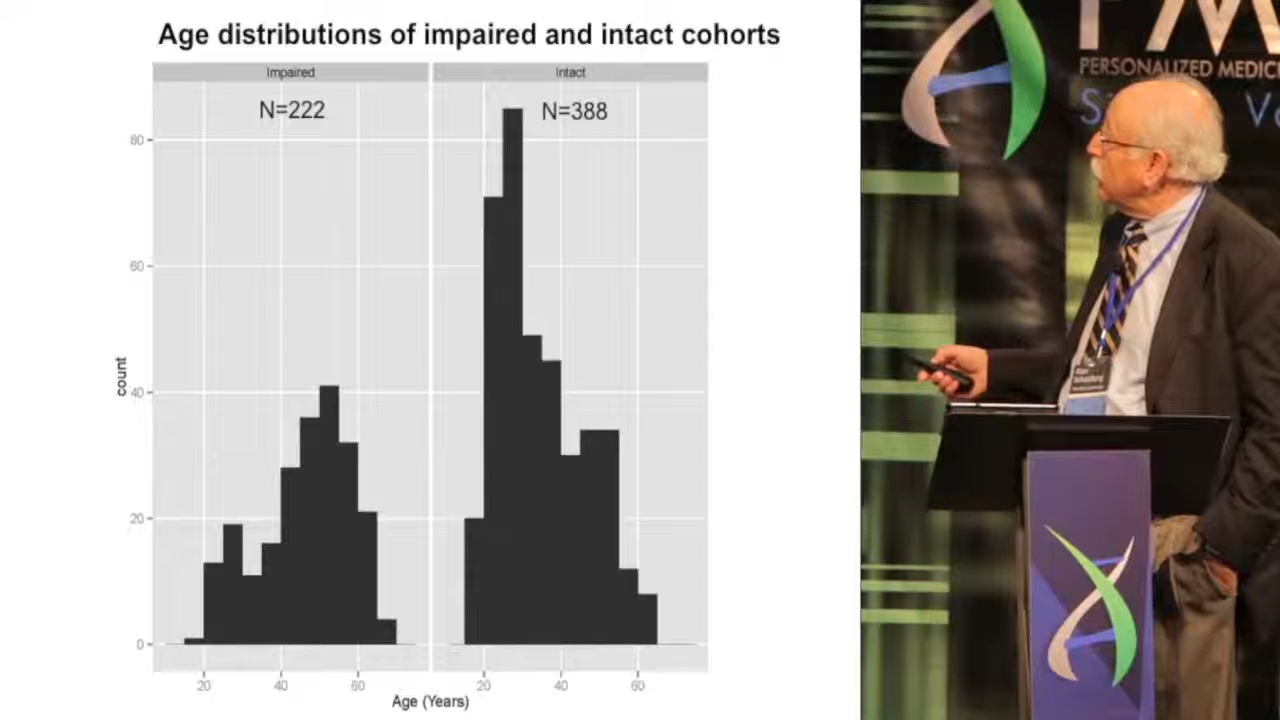 Age distributions of impaired and intact cohorts
Impaired
Intact
N=222
N=388
80
60
40
20
0
count
20
40
60
20
40
60
Age (Years)
PERSONALIZED MEDIC